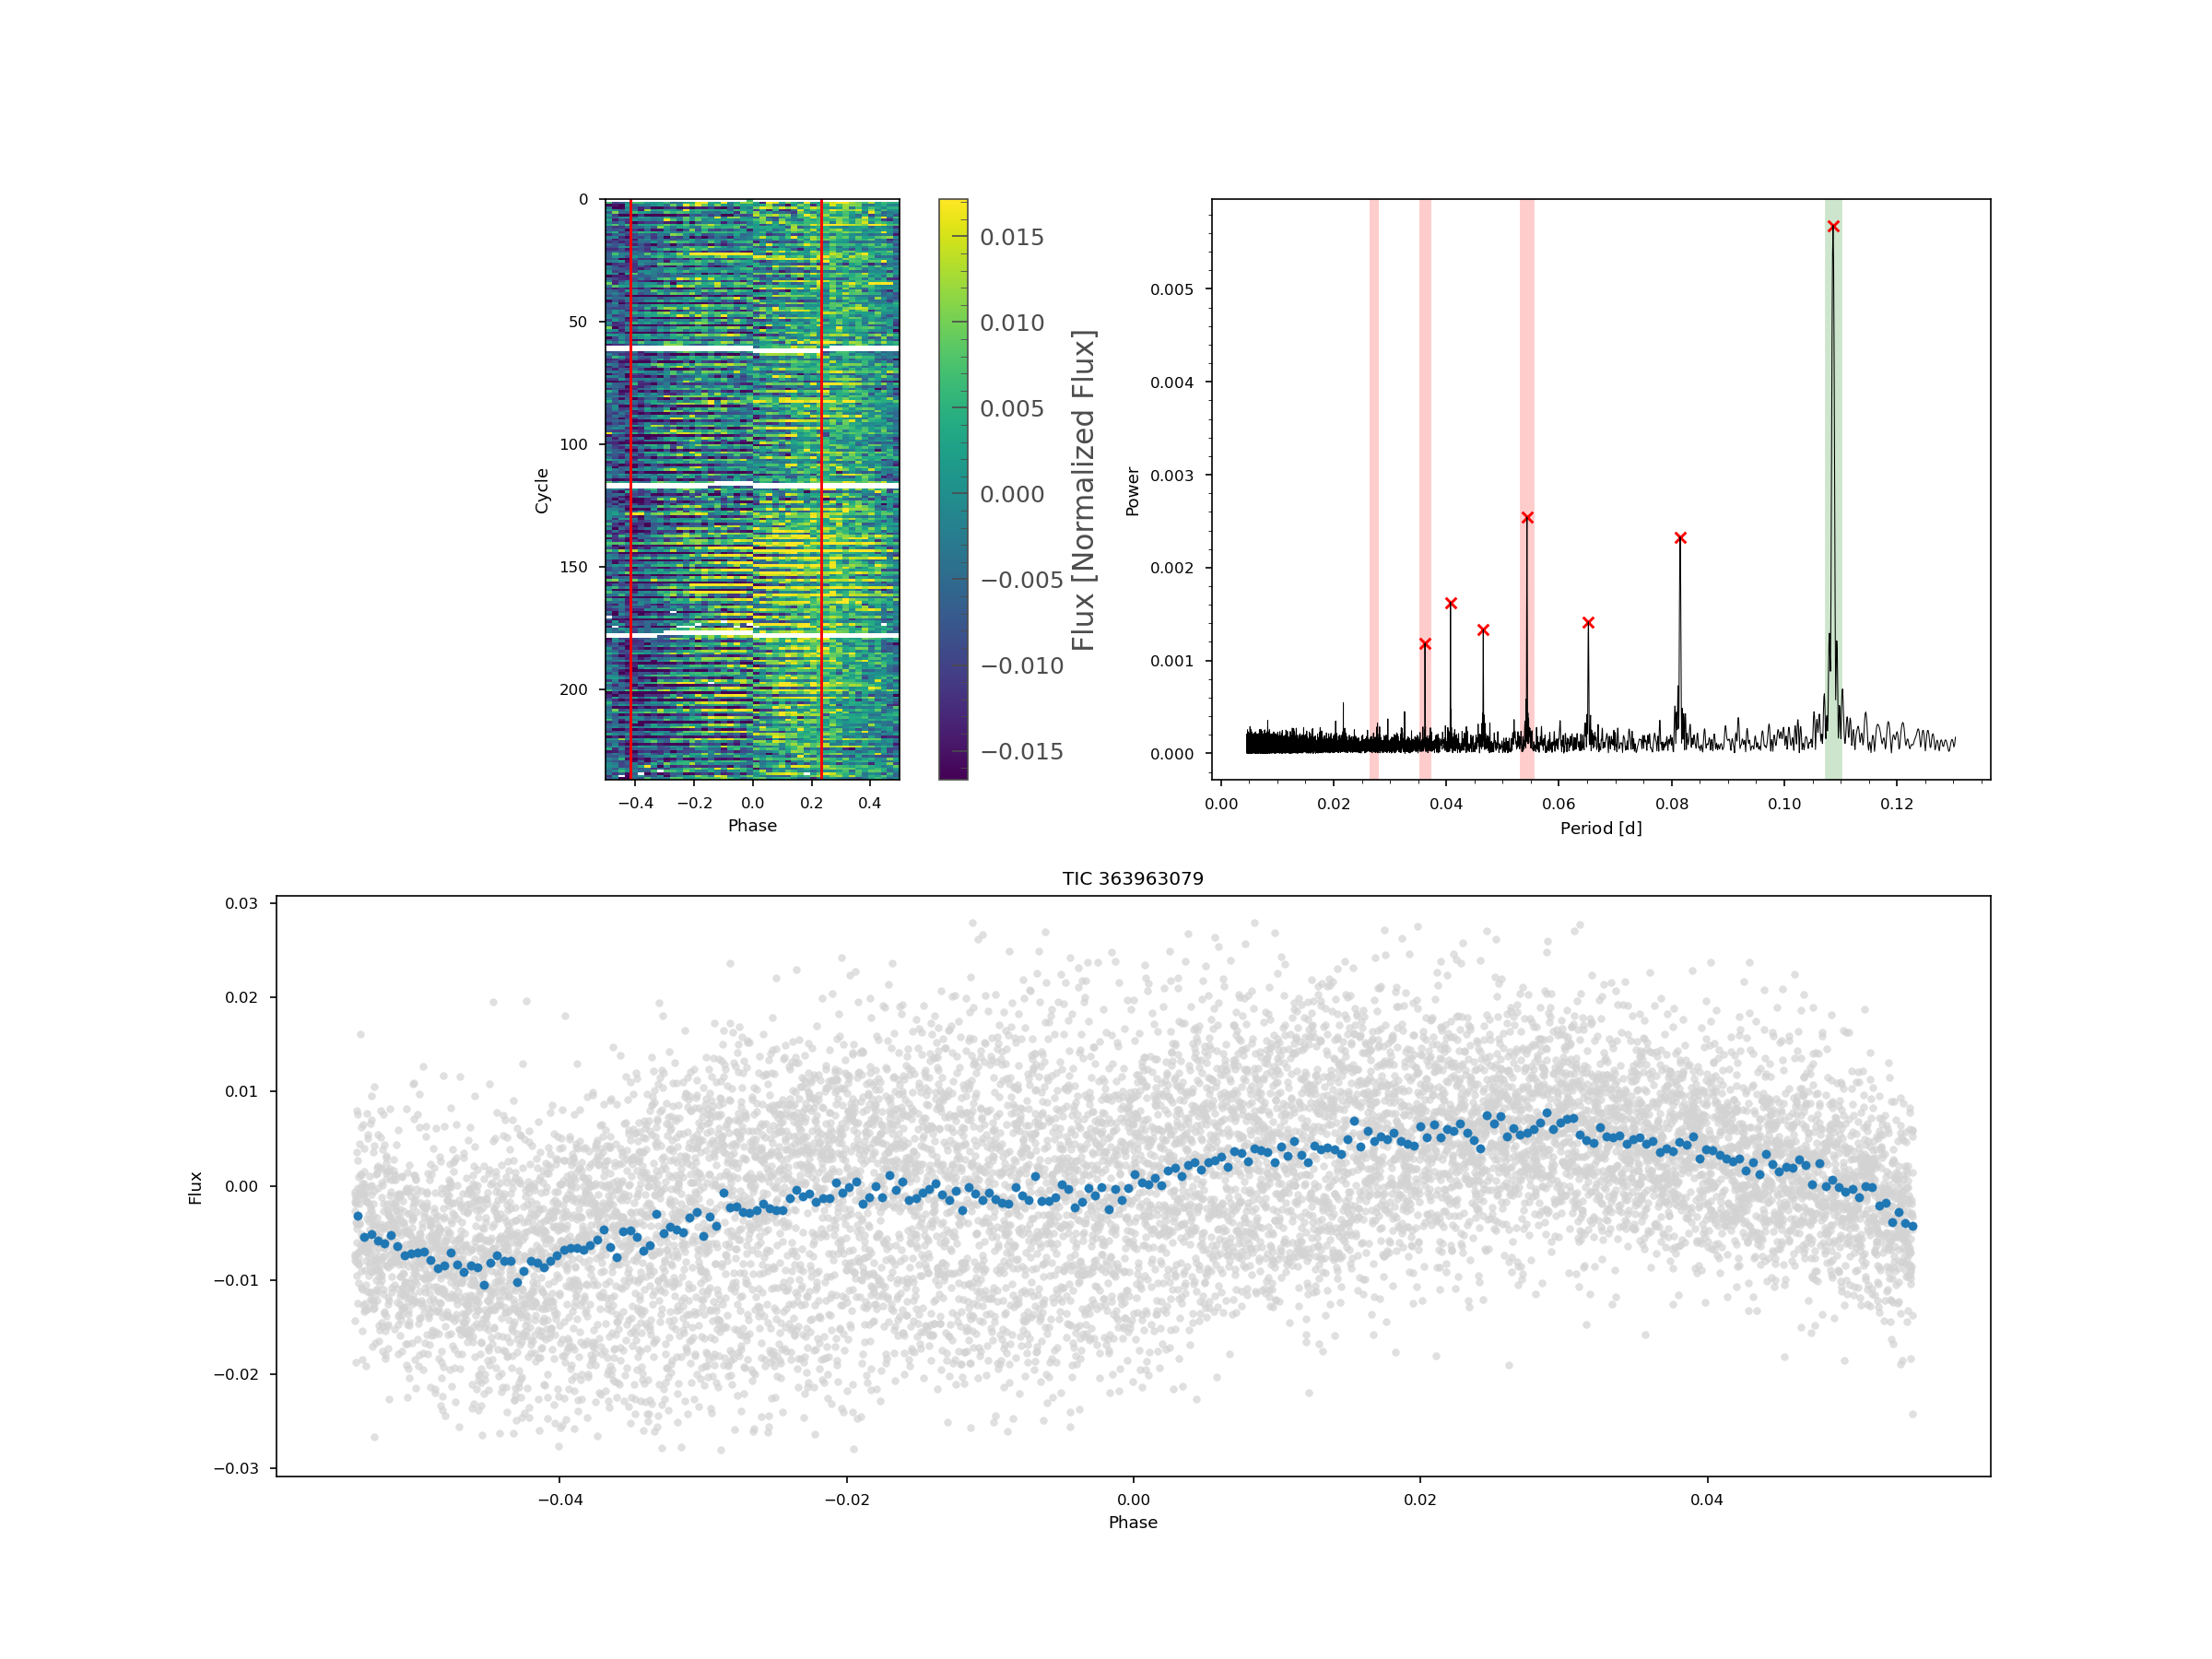 0
50
100
150
200
Cycle
−0.4 −0.2 0.0 0.2 0.4
Phase
0.015
0.010
0.005
0.000
−0.005
−0.010
−0.015
Flux [Normalized Flux]
0.005
0.004
0.003
0.002
0.001
0.000
Power
0.00 0.02 0.04 0.06 0.08 0.10 0.12
Period [d]
TIC 363963079
0.03
0.02
0.01
0.00
−0.01
−0.02
−0.03
Flux
−0.04 −0.02 0.00 0.02 0.04
Phase